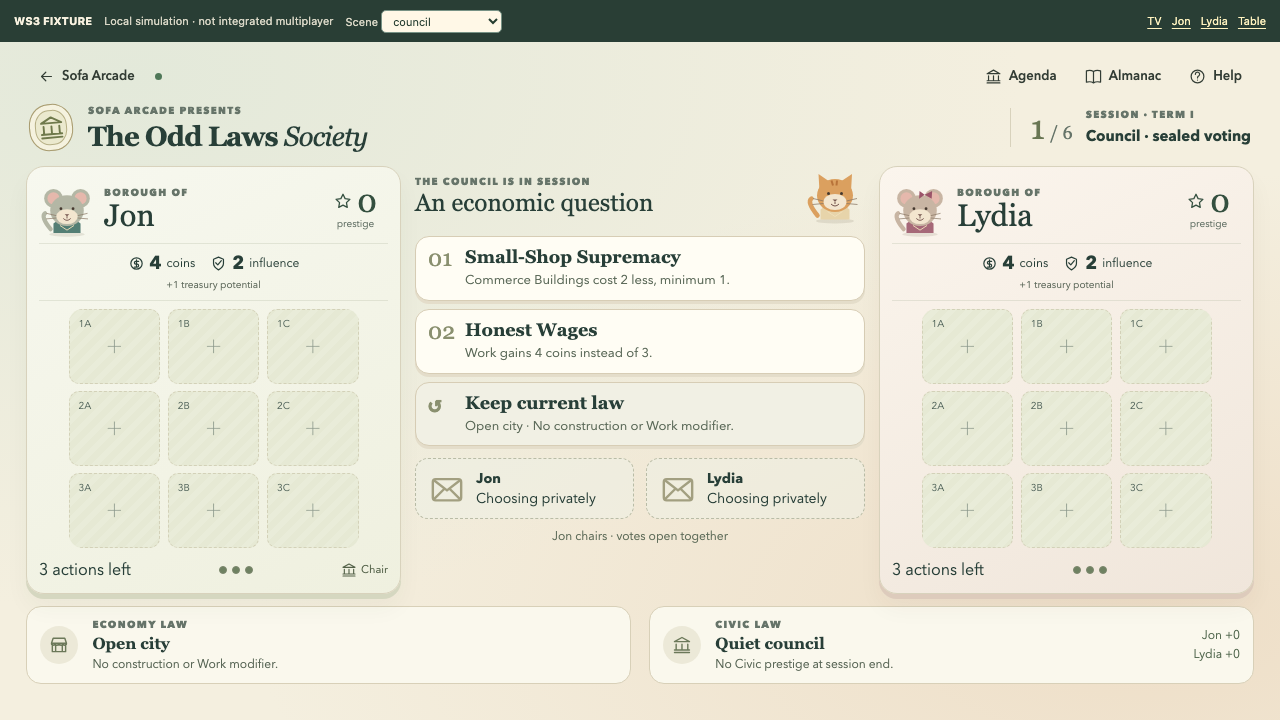 WS3 FIXTURE Local simulation · not integrated multiplayer Scene council TV Jon Lydia Table
← Sofa Arcade Agenda Almanac Help
SOFA ARCADE PRESENTS
The Odd Laws Society
1 / 6
SESSION · TERM I
Council · sealed voting
BOROUGH OF
Jon
0
prestige
4 coins 2 influence
+1 treasury potential
1A 1B 1C
+ + +
2A 2B 2C
+ + +
3A 3B 3C
+ + +
3 actions left Chair
THE COUNCIL IS IN SESSION
An economic question
01 Small-Shop Supremacy
Commerce Buildings cost 2 less, minimum 1.
02 Honest Wages
Work gains 4 coins instead of 3.
↺ Keep current law
Open city · No construction or Work modifier.
Jon
Choosing privately
Lydia
Choosing privately
Jon chairs · votes open together
BOROUGH OF
Lydia
0
prestige
4 coins 2 influence
+1 treasury potential
1A 1B 1C
+ + +
2A 2B 2C
+ + +
3A 3B 3C
+ + +
3 actions left
ECONOMY LAW
Open city
No construction or Work modifier.
CIVIC LAW
Quiet council
No Civic prestige at session end.
Jon +0
Lydia +0